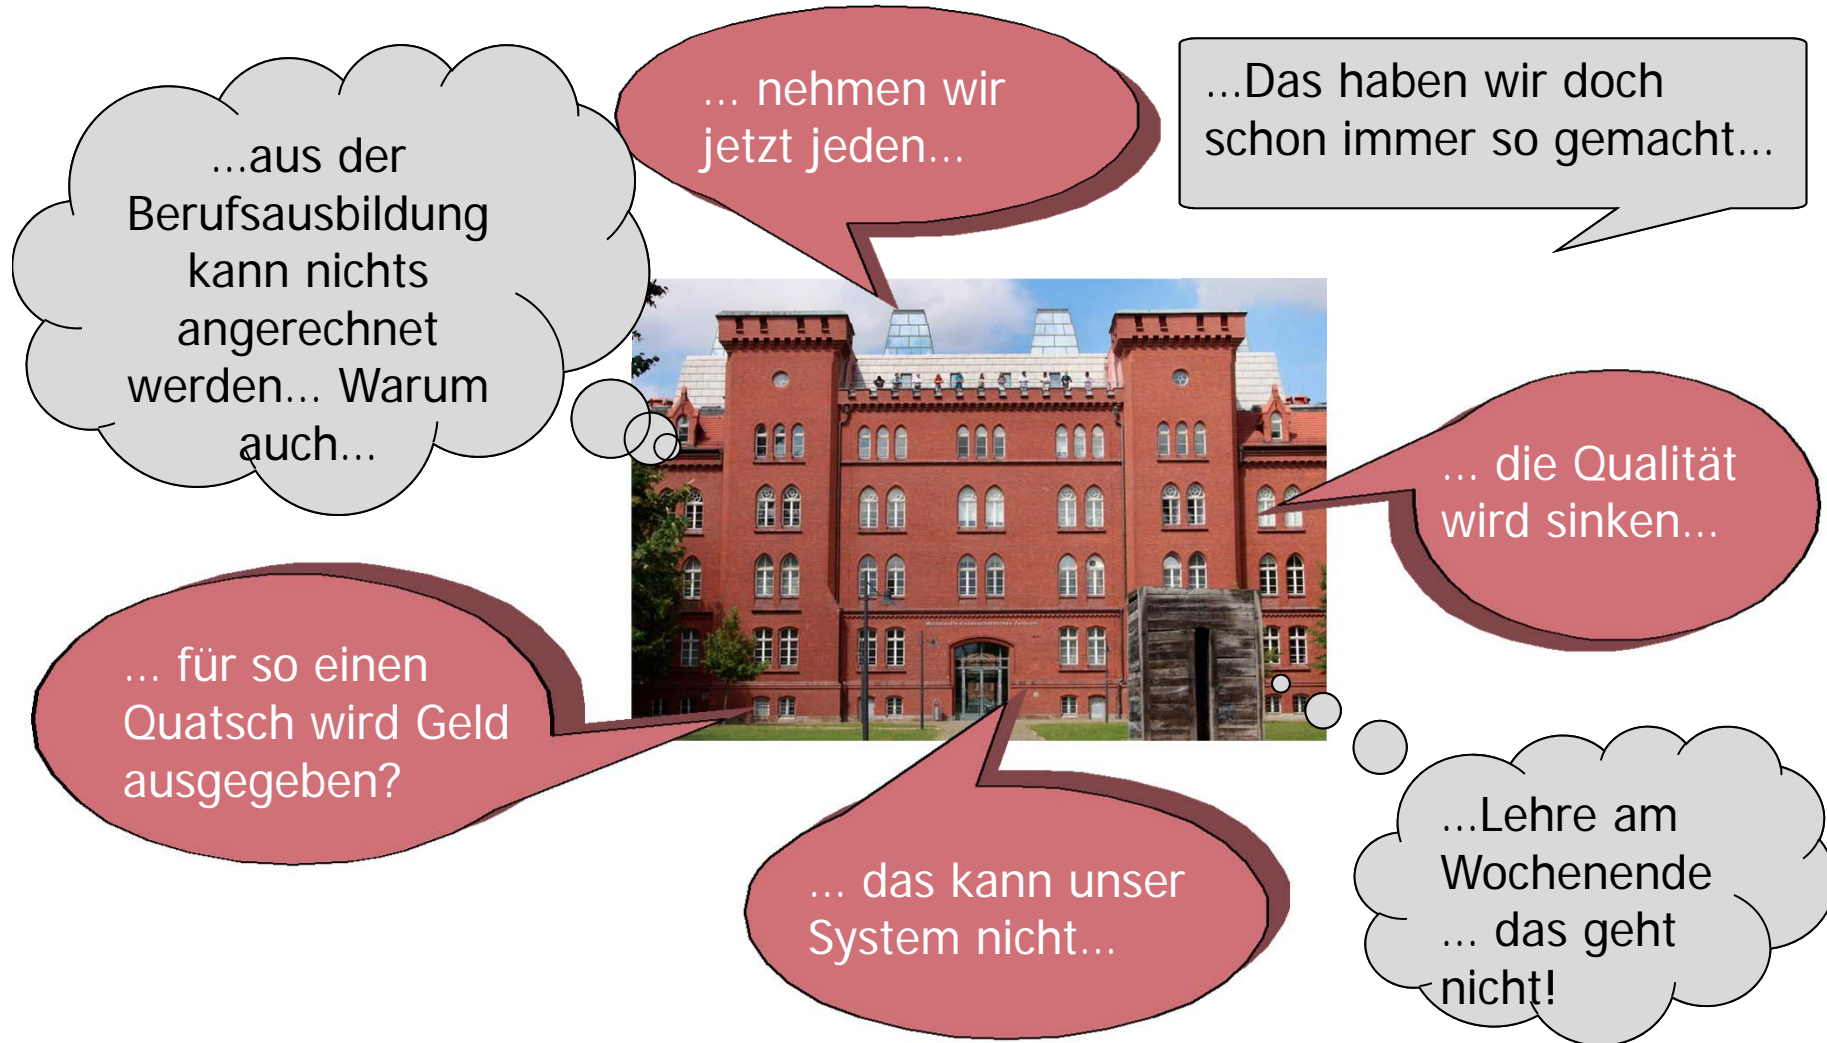 ... nehmen wir
jetzt jeden...
...Das haben wir doch
schon immer so gemacht...
...aus der
Berufsausbildung
kann nichts
angerechnet
werden... Warum
auch...
... die Qualität
wird sinken...
Wirtschaftswissenschaftliches Zentrum
... für so einen
Quatsch wird Geld
ausgegeben?
... das kann unser
System nicht...
...Lehre am
Wochenende
... das geht
nicht!